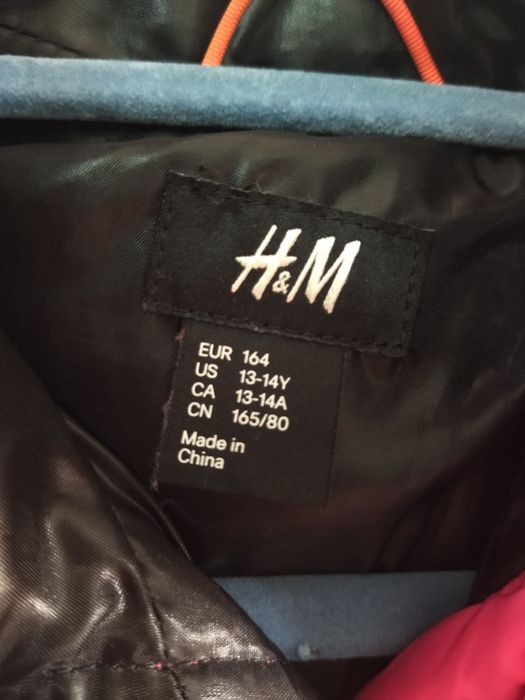 H&M
EUR 164
US 13-14Y
CA 13-14A
CN 165/80
Made in
China